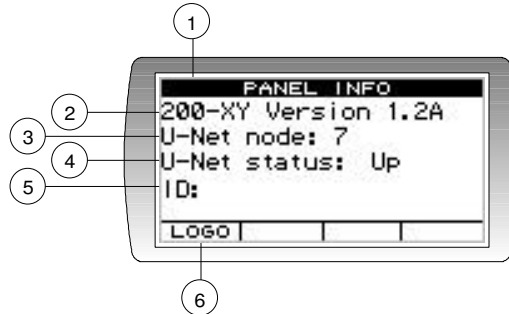 1
PANEL INFO
2
200-XY Version 1.2A
3
U-Net node: 7
4
U-Net status: Up
5
ID:
LOGO
6